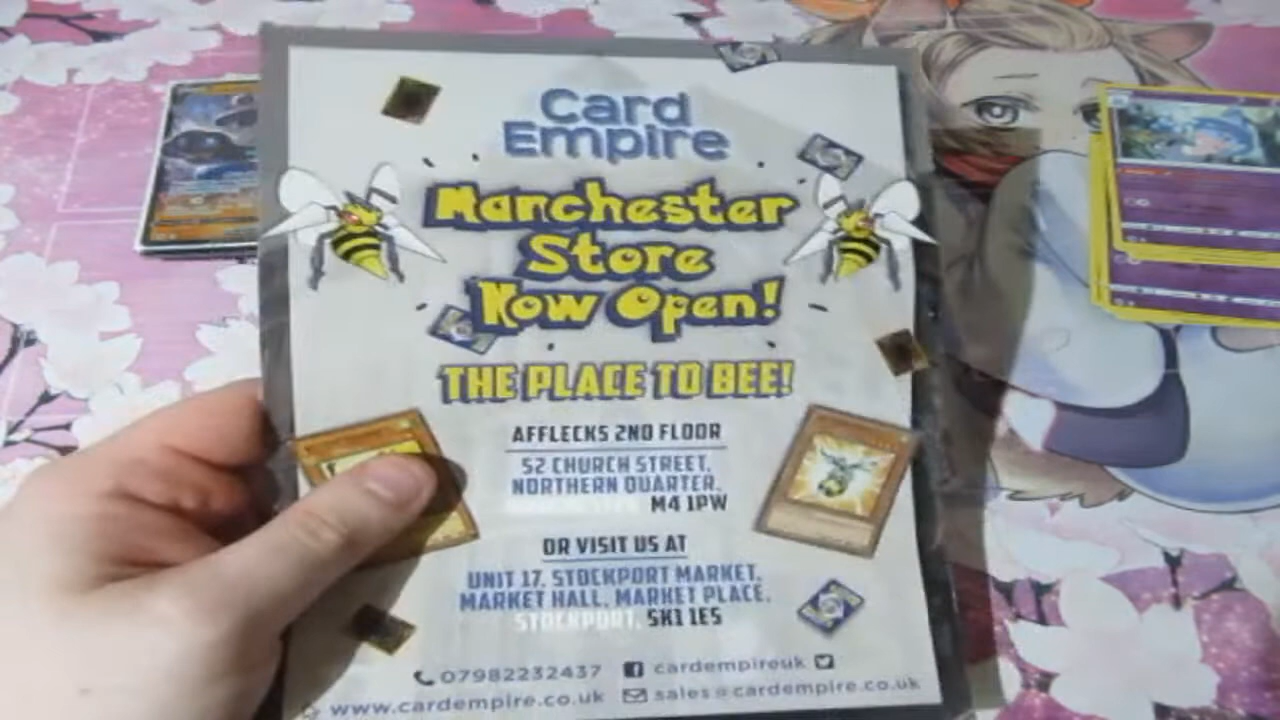 Card
Empire
Manchester
Store
Now Open!
THE PLACE TO BEE!
AFFLECKS 2ND FLOOR
52 CHURCH STREET,
NORTHERN QUARTER,
M4 1PW
OR VISIT US AT
UNIT 17, STOCKPORT MARKET,
MARKET HALL, MARKET PLACE,
STOCKPORT, SK1 1ES
07982232437 cardempireuk
www.cardempire.co.uk sales@cardempire.co.uk